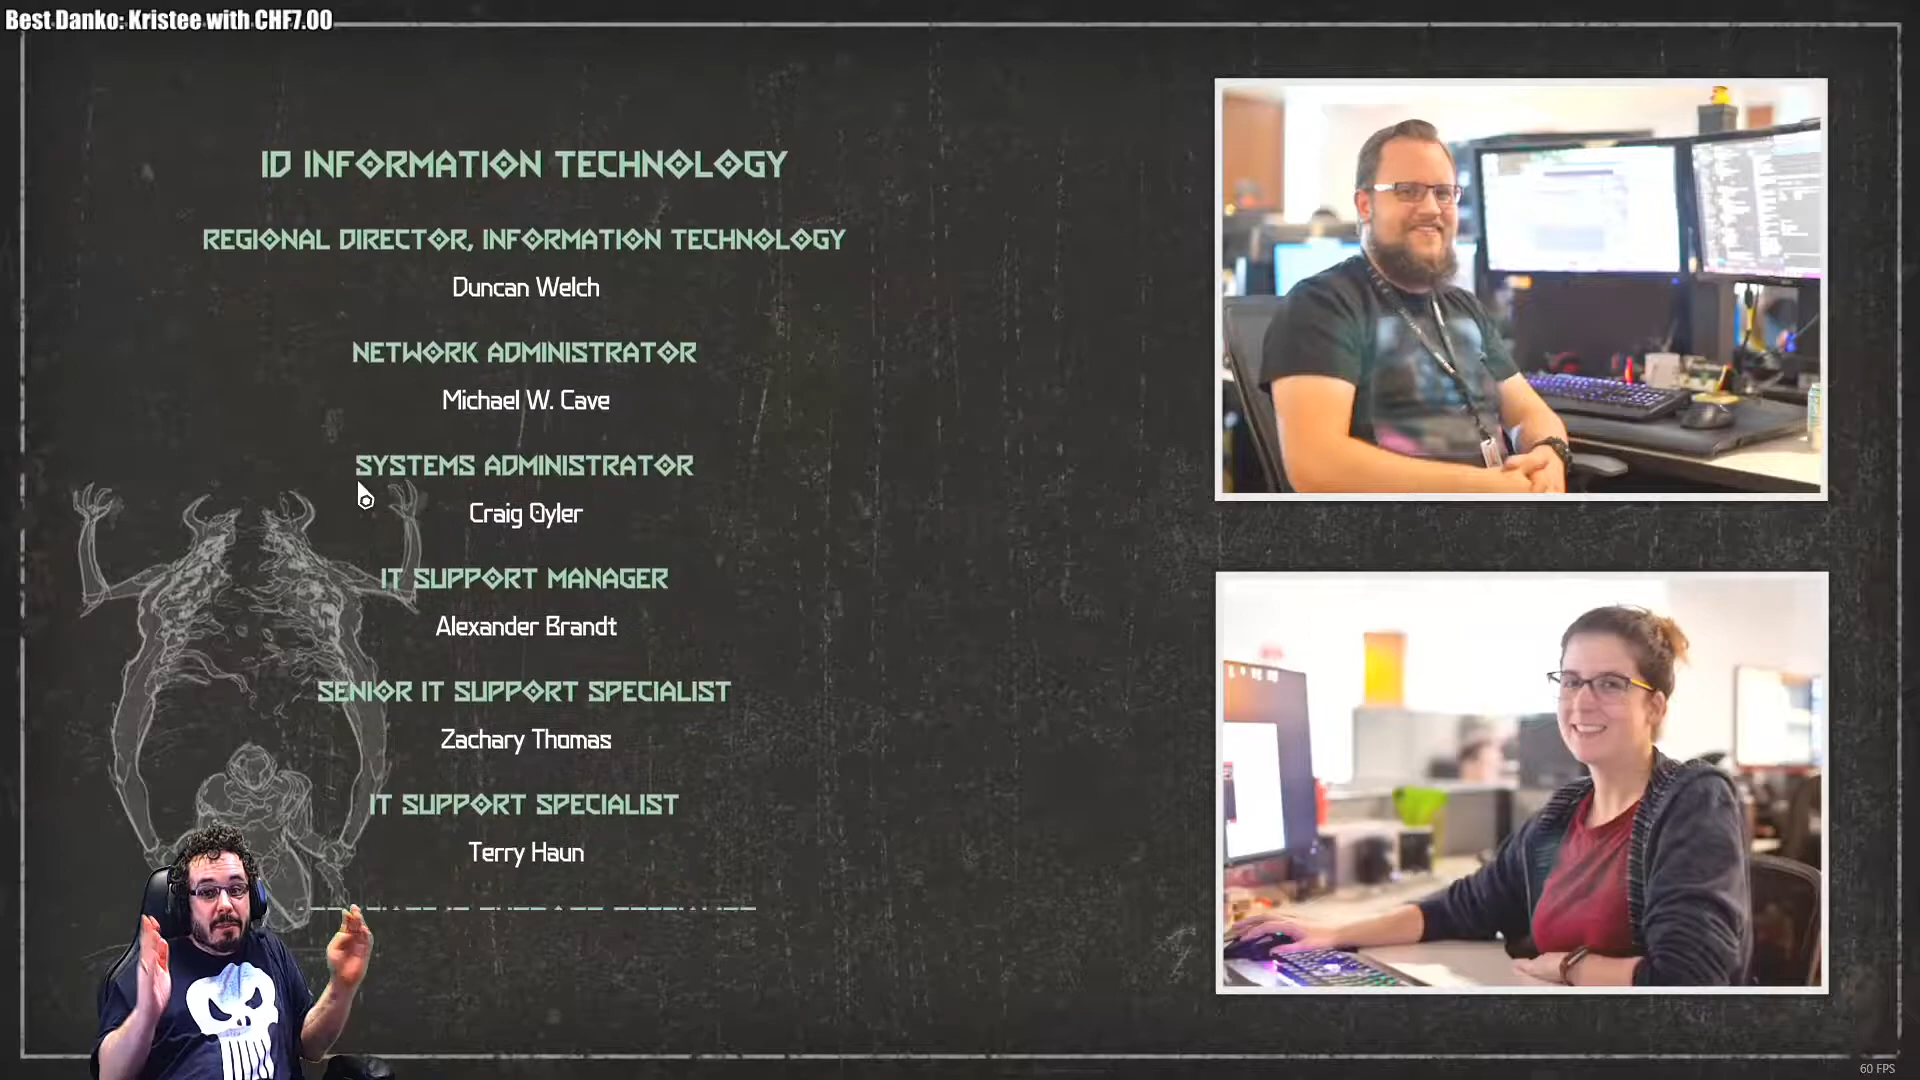 Best Danko: Kristee with CHF7.00
ID INFORMATION TECHNOLOGY
REGIONAL DIRECTOR, INFORMATION TECHNOLOGY
Duncan Welch
NETWORK ADMINISTRATOR
Michael W. Cave
SYSTEMS ADMINISTRATOR
Craig Oyler
IT SUPPORT MANAGER
Alexander Brandt
SENIOR IT SUPPORT SPECIALIST
Zachary Thomas
IT SUPPORT SPECIALIST
Terry Haun
60 FPS